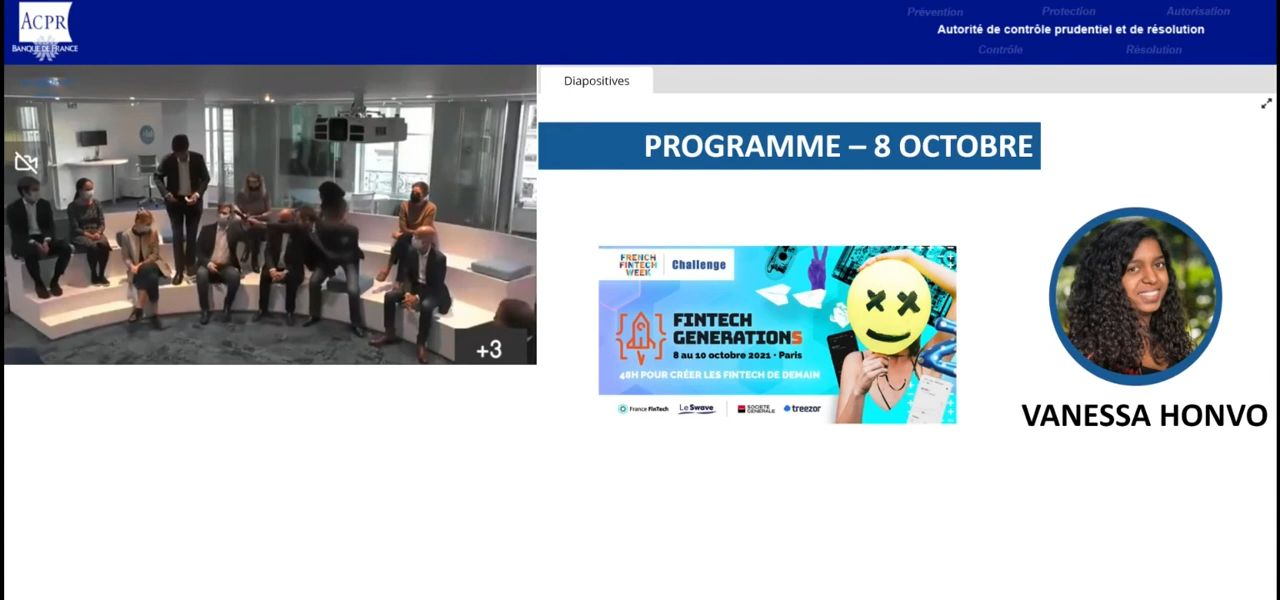 ACPR
BANQUE DE FRANCE
Prévention
Protection
Autorisation
Autorité de contrôle prudentiel et de résolution
Contrôle
Résolution
Diapositives
PROGRAMME – 8 OCTOBRE
FRENCH
FINTECH
WEEK
Challenge
FINTECH
GENERATIONS
8 au 10 octobre 2021 • Paris
48H POUR CRÉER LES FINTECH DE DEMAIN
France FinTech
Le Swave
SOCIETE
GENERALE
treezor
VANESSA HONVO
+3